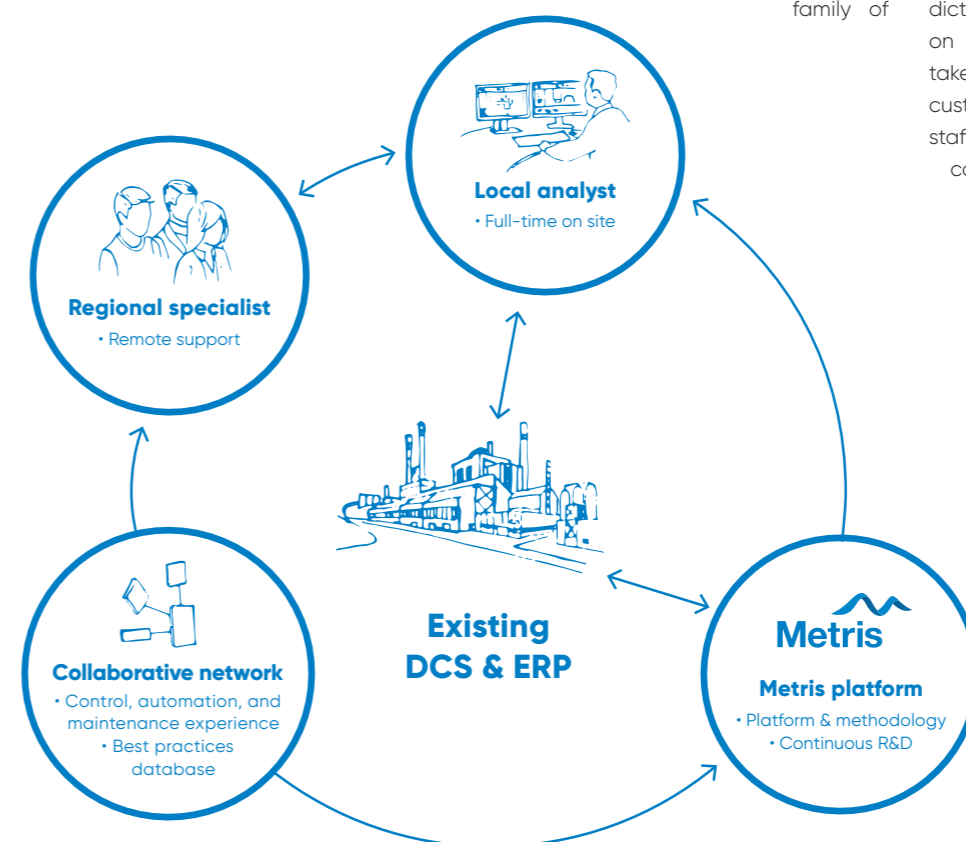 family of
dict
on
take
cust
staf
co
Local analyst
• Full-time on site
Regional specialist
• Remote support
Existing
DCS & ERP
Collaborative network
• Control, automation, and
maintenance experience
• Best practices
database
Metris
Metris platform
• Platform & methodology
• Continuous R&D